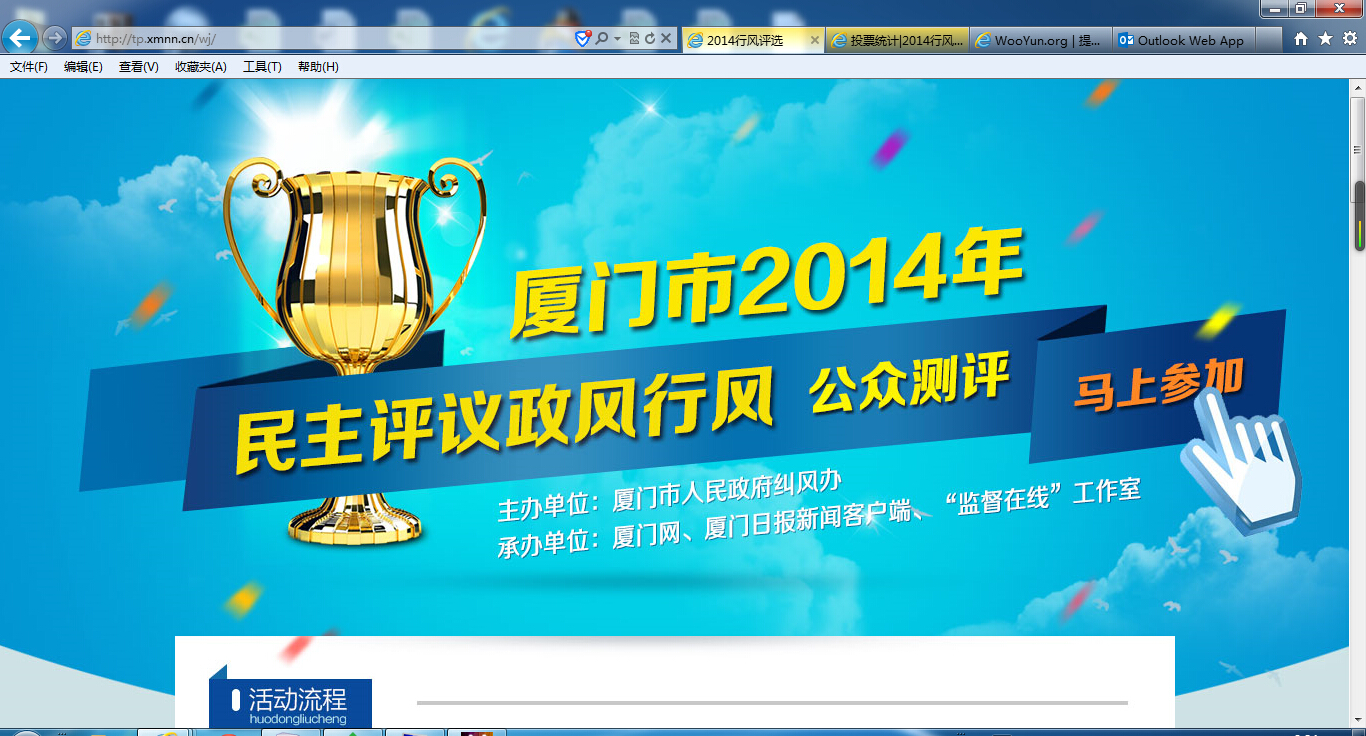 http://tp.xmnn.cn/wj/
2014行风评选
投票统计|2014行风...
WooYun.org | 提...
Outlook Web App
文件(F) 编辑(E) 查看(V) 收藏夹(A) 工具(T) 帮助(H)
厦门市2014年
民主评议政风行风 公众测评
马上参加
主办单位：厦门市人民政府纠风办
承办单位：厦门网、厦门日报新闻客户端、“监督在线”工作室
活动流程
huodongliucheng